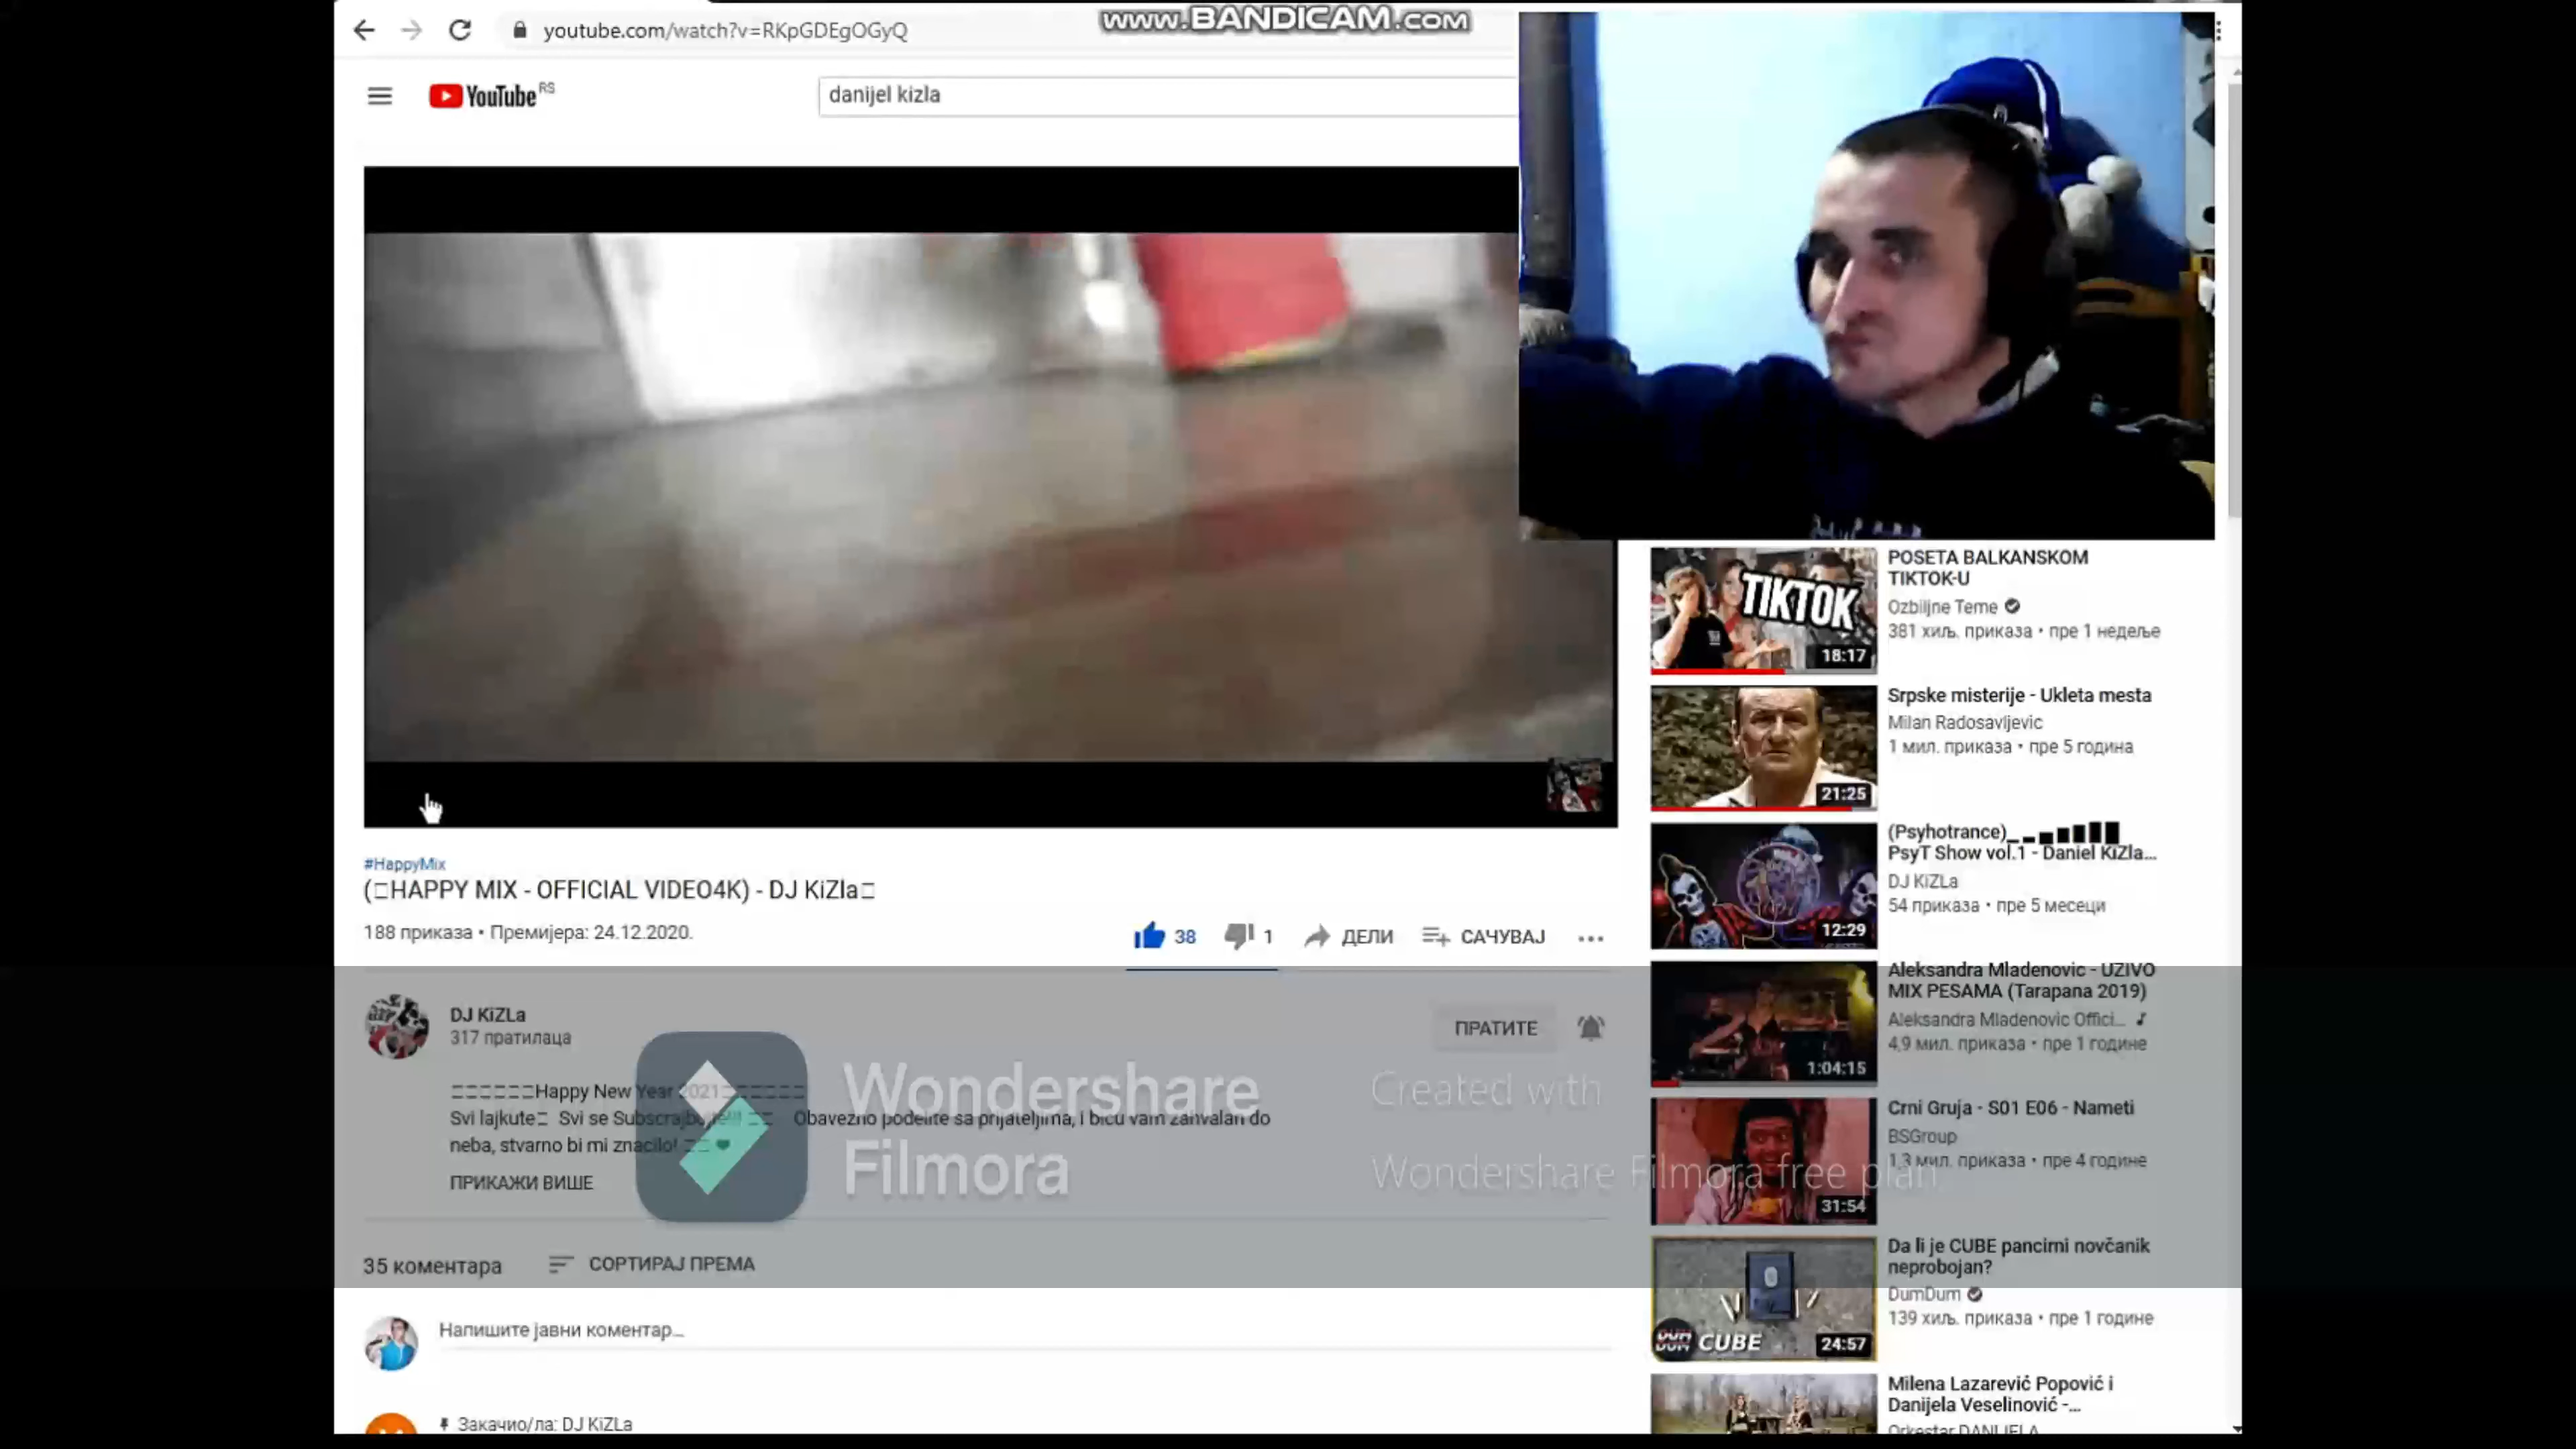 www.BANDICAM.com
youtube.com/watch?v=RKpGDEgOGyQ
YouTube RS
danijel kizla
#HappyMix
(□HAPPY MIX - OFFICIAL VIDEO4K) - DJ KiZla□
188 приказа • Премијера: 24.12.2020.
38
1
ДЕЛИ
САЧУВАЈ
DJ KiZLa
317 пратилаца
ПРАТИТЕ
Happy New Year 2021
Svi lajkute Svi se Subscrajbujte!!! Obavezno podelite sa prijateljima, i bicu vam zahvalan do
neba, stvarno bi mi znacilo!
ПРИКАЖИ ВИШЕ
Wondershare
Filmora
Created with
Wondershare Filmora free plan
35 коментара
СОРТИРАЈ ПРЕМА
Напишите јавни коментар...
Закачио/ла: DJ KiZLa
TIKTOK
18:17
POSETA BALKANSKOM
TIKTOK-U
Ozbiljne Teme
381 хиљ. приказа • пре 1 недеље
21:25
Srpske misterije - Ukleta mesta
Milan Radosavljevic
1 мил. приказа • пре 5 година
12:29
(Psyhotrance)
PsyT Show vol.1 - Daniel KiZla...
DJ KiZLa
54 приказа • пре 5 месеци
1:04:15
Aleksandra Mladenovic - UZIVO
MIX PESAMA (Tarapana 2019)
Aleksandra Mladenovic Offici...
4,9 мил. приказа • пре 1 године
31:54
Crni Gruja - S01 E06 - Nameti
BSGroup
1,3 мил. приказа • пре 4 године
DUM DUM CUBE
24:57
Da li je CUBE pancirni novčanik
neprobojan?
DumDum
139 хиљ. приказа • пре 1 године
Milena Lazarević Popović i
Danijela Veselinović -...
Orkestar DANIJELA